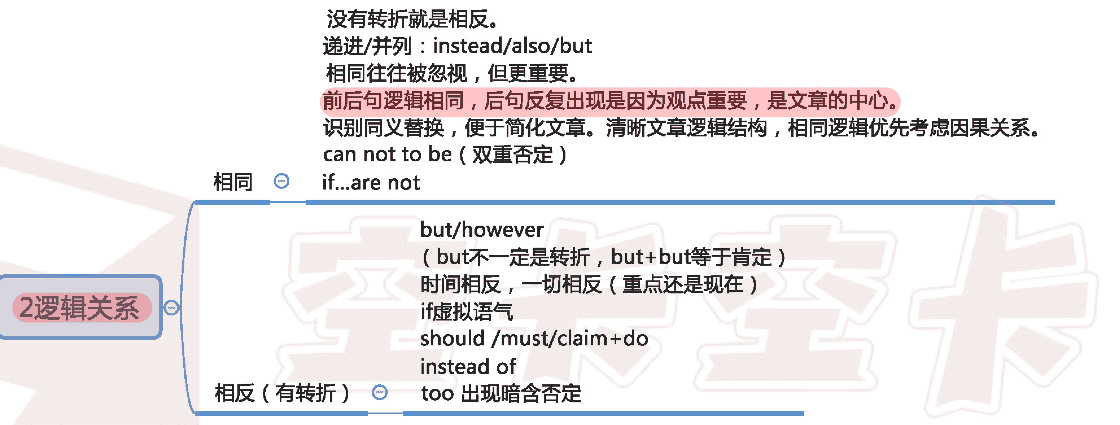 没有转折就是相反。
递进/并列：instead/also/but
相同往往被忽视，但更重要。
前后句逻辑相同，后句反复出现是因为观点重要，是文章的中心。
识别同义替换，便于简化文章。清晰文章逻辑结构，相同逻辑优先考虑因果关系。
can not to be（双重否定）
相同
if...are not
but/however
（but不一定是转折，but+but等于肯定）
时间相反，一切相反（重点还是现在）
2逻辑关系
if虚拟语气
should /must/claim+do
instead of
相反（有转折）
too 出现暗含否定
空卡空卡